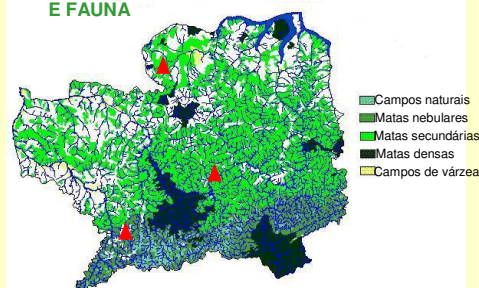 E FAUNA
Campos naturais
Matas nebulares
Matas secundárias
Matas densas
Campos de várzea